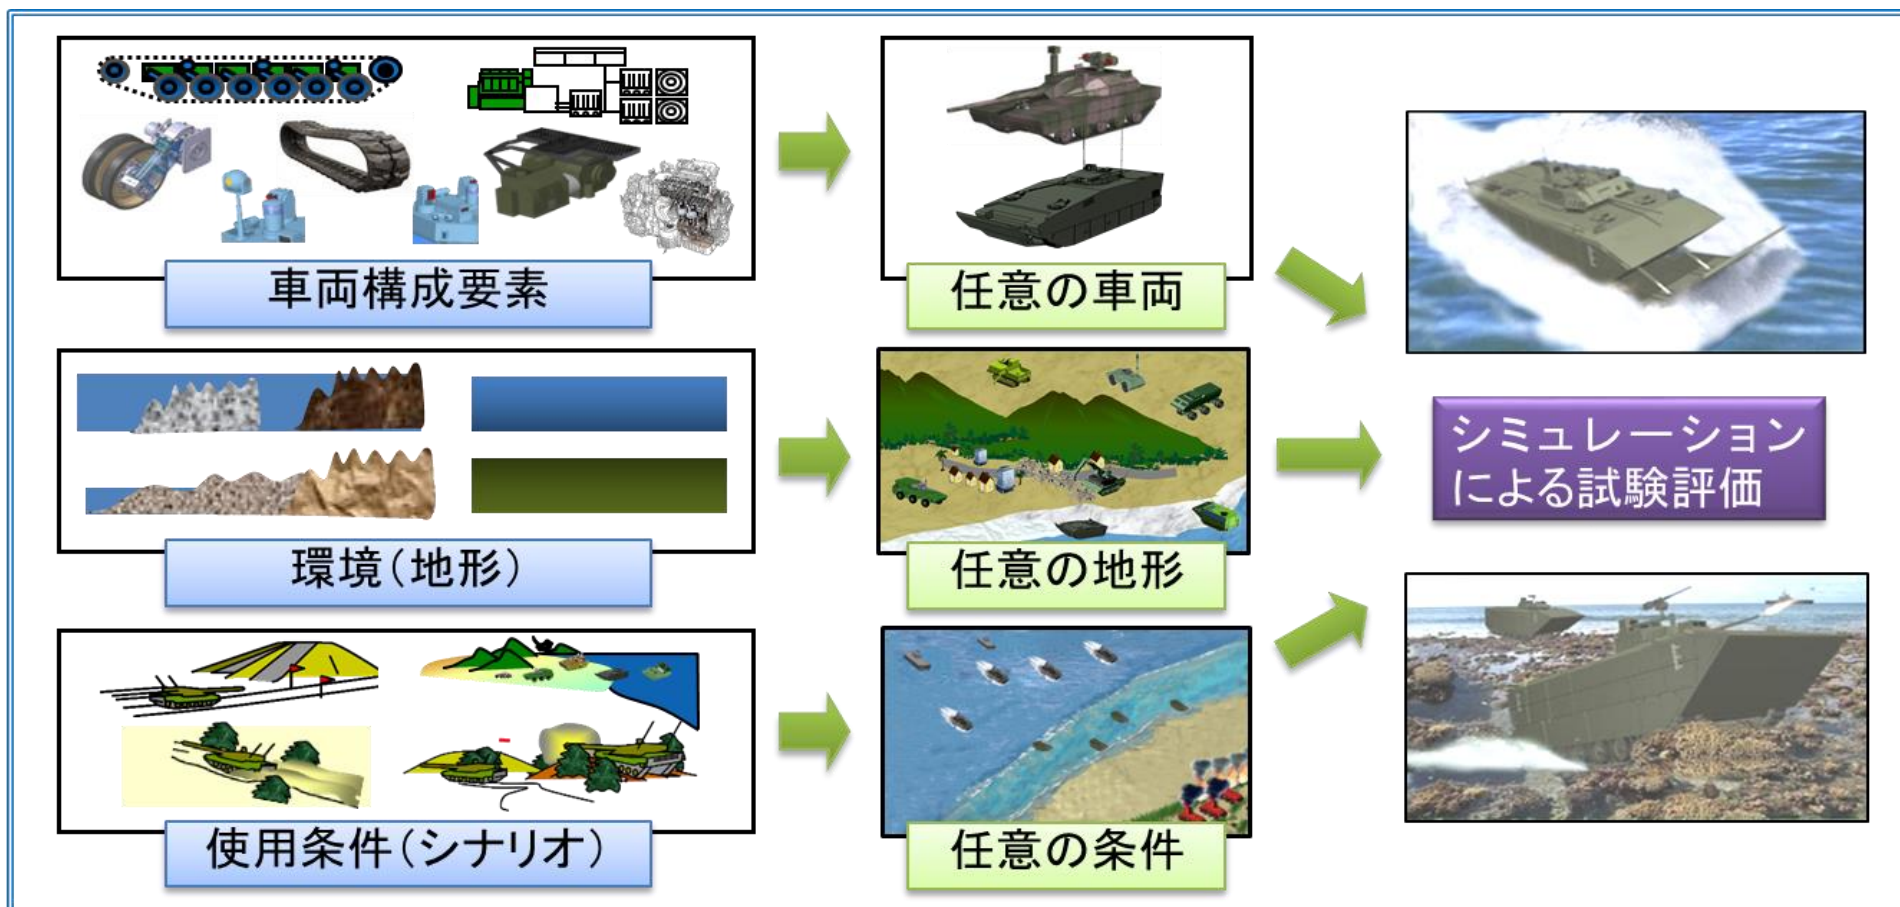 車両構成要素
任意の車両
環境（地形）
任意の地形
シミュレーション
による試験評価
使用条件（シナリオ）
任意の条件